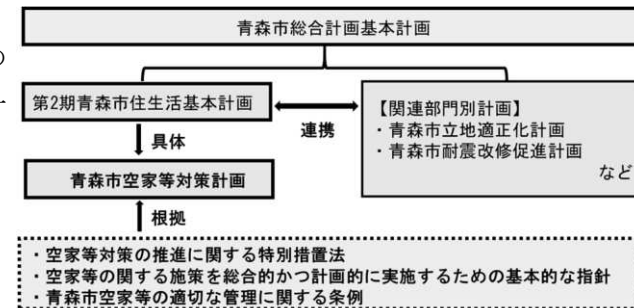 青森市総合計画基本計画
の
第2期青森市住生活基本計画
連携
【関連部門別計画】
・青森市立地適正化計画
・青森市耐震改修促進計画
など
具体
青森市空家等対策計画
根拠
・空家等対策の推進に関する特別措置法
・空家等の関する施策を総合的かつ計画的に実施するための基本的な指針
・青森市空家等の適切な管理に関する条例